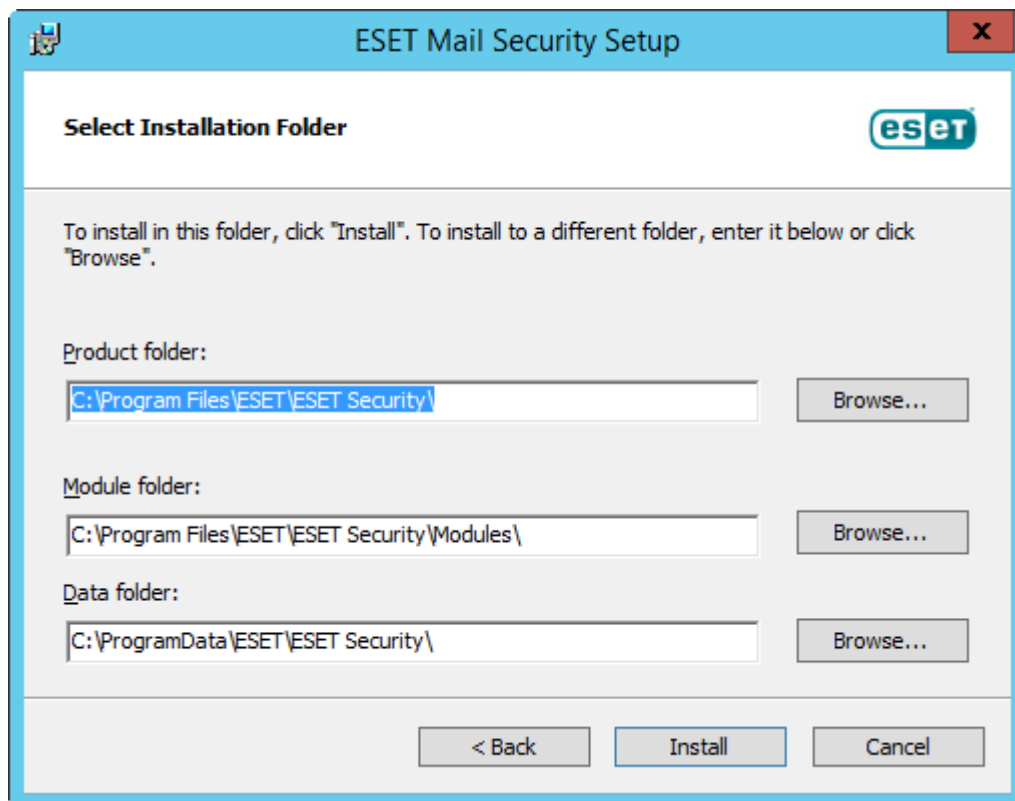 ESET Mail Security Setup
x
Select Installation Folder
eseT
To install in this folder, click "Install". To install to a different folder, enter it below or click
"Browse".
Product folder:
C:\Program Files\ESET\ESET Security\
Browse...
Module folder:
C:\Program Files\ESET\ESET Security\Modules\
Browse...
Data folder:
C:\ProgramData\ESET\ESET Security\
Browse...
< Back
Install
Cancel